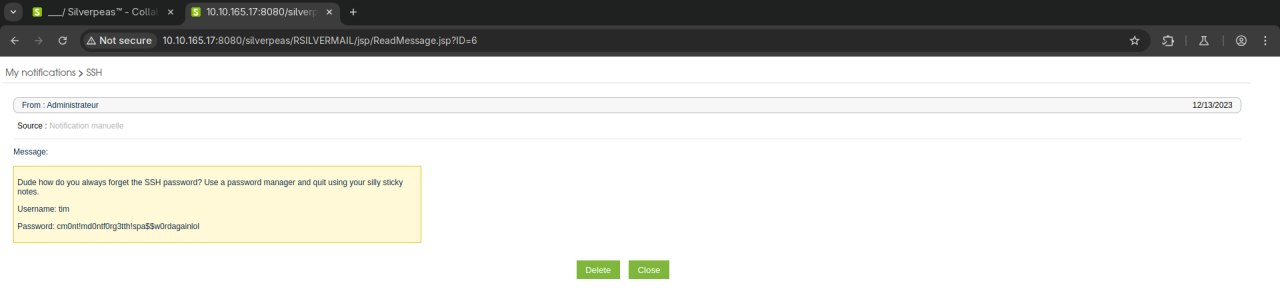 ___/ Silverpeas™ - Colla
10.10.165.17:8080/silverp
Not secure 10.10.165.17:8080/silverpeas/RSILVERMAIL/jsp/ReadMessage.jsp?ID=6
My notifications > SSH
From : Administrateur 12/13/2023
Source : Notification manuelle
Message:
Dude how do you always forget the SSH password? Use a password manager and quit using your silly sticky
notes.
Username: tim
Password: cm0nt!md0ntf0rg3tth!spa$$w0rdagainlol
Delete Close